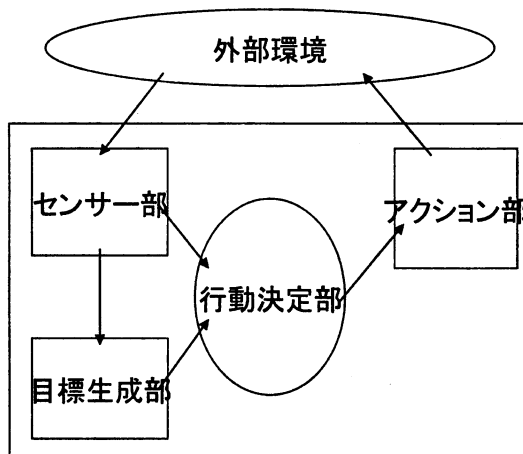 外部環境
センサー部
アクション部
行動決定部
目標生成部